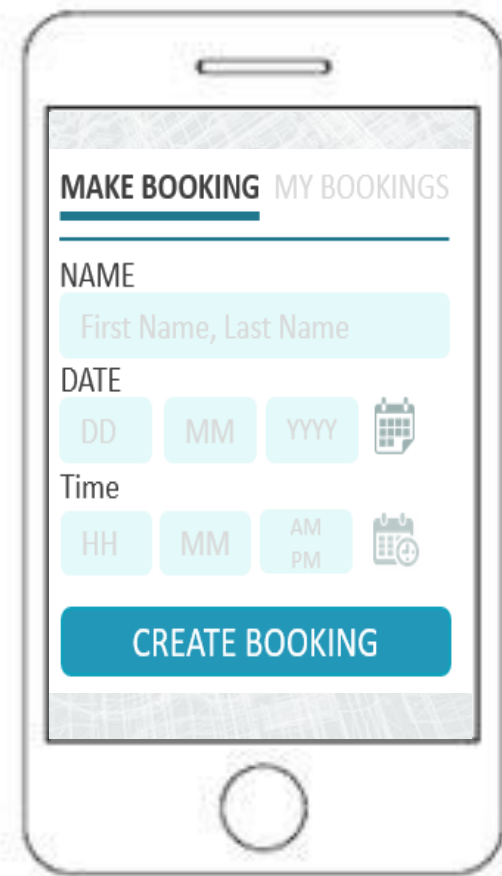 MAKE BOOKING MY BOOKINGS
NAME
First Name, Last Name
DATE
DD MM YYYY
Time
HH MM AM
PM
CREATE BOOKING